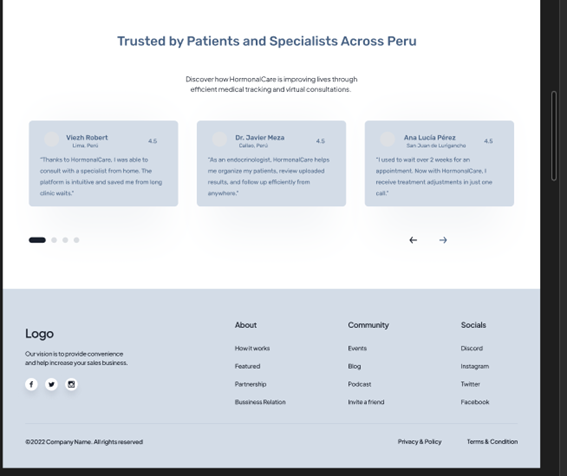 Trusted by Patients and Specialists Across Peru
Discover how HormonalCare is improving lives through
efficient medical tracking and virtual consultations.
Viezh Robert
Lima, Perú
4.5
"Thanks to HormonalCare, I was able to
consult with a specialist from home. The
platform is intuitive and saved me from long
clinic waits."
Dr. Javier Meza
Callao, Perú
4.5
"As an endocrinologist, HormonalCare helps
me organize my patients, review uploaded
results, and follow up efficiently from
anywhere."
Ana Lucía Pérez
San Juan de Lurigancho
4.5
"I used to wait over 2 weeks for an
appointment. Now with HormonalCare, I
receive treatment adjustments in just one
call."
Logo
Our vision is to provide convenience
and help increase your sales business.
About
How it works
Featured
Partnership
Bussiness Relation
Community
Events
Blog
Podcast
Invite a friend
Socials
Discord
Instagram
Twitter
Facebook
©2022 Company Name. All rights reserved
Privacy & Policy
Terms & Condition